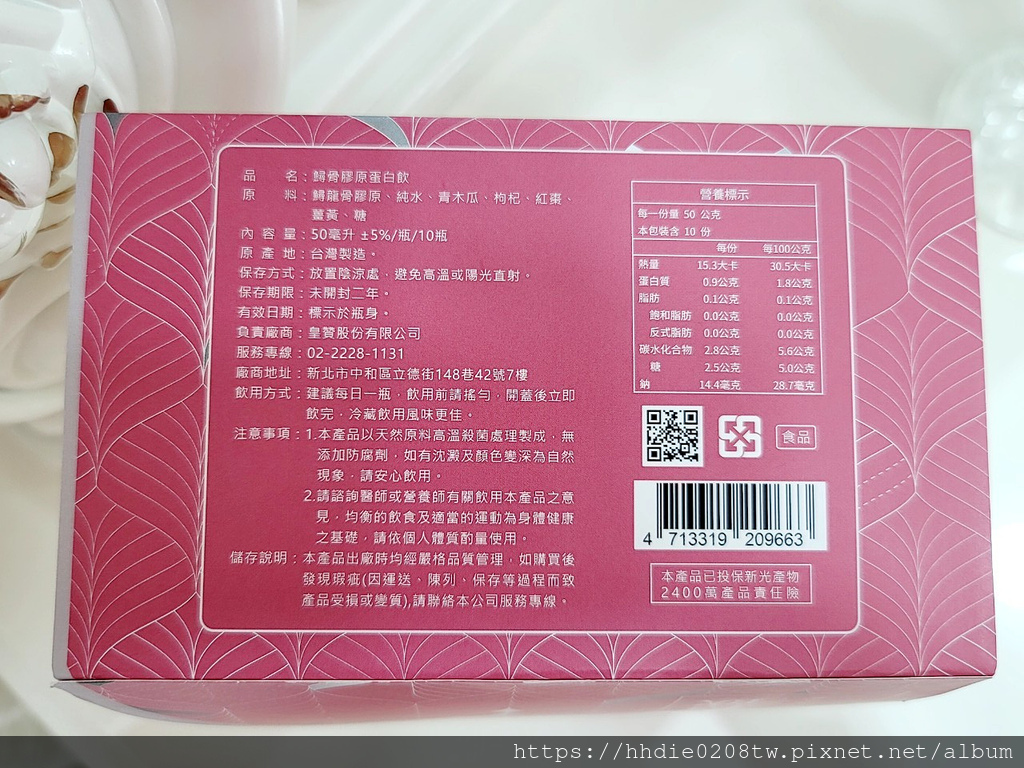 品　　名：鱘骨膠原蛋白飲
原　　料：鱘龍骨膠原、純水、青木瓜、枸杞、紅棗、
薑黃、糖
內 容 量：50毫升 ±5%/瓶/10瓶
原 產 地：台灣製造。
保存方式：放置陰涼處，避免高溫或陽光直射。
保存期限：未開封二年。
有效日期：標示於瓶身。
負責廠商：皇贊股份有限公司
服務專線：02-2228-1131
廠商地址：新北市中和區立德街148巷42號7樓
飲用方式：建議每日一瓶，飲用前請搖勻，開蓋後立即
飲完，冷藏飲用風味更佳。
注意事項：1.本產品以天然原料高溫殺菌處理製成，無
添加防腐劑，如有沈澱及顏色變深為自然
現象，請安心飲用。
2.請諮詢醫師或營養師有關飲用本產品之意
見，均衡的飲食及適當的運動為身體健康
之基礎，請依個人體質酌量使用。
儲存說明：本產品出廠時均經嚴格品質管理，如購買後
發現瑕疵(因運送、陳列、保存等過程而致
產品受損或變質),請聯絡本公司服務專線。
營養標示
每一份量 50 公克
本包裝含 10 份
每份 每100公克
熱量 15.3大卡 30.5大卡
蛋白質 0.9公克 1.8公克
脂肪 0.1公克 0.1公克
飽和脂肪 0.0公克 0.0公克
反式脂肪 0.0公克 0.0公克
碳水化合物 2.8公克 5.6公克
糖 2.5公克 5.0公克
鈉 14.4毫克 28.7毫克
食品
4 713319 209663
本產品已投保新光產物
2400萬產品責任險
https://hhdie0208tw.pixnet.net/album